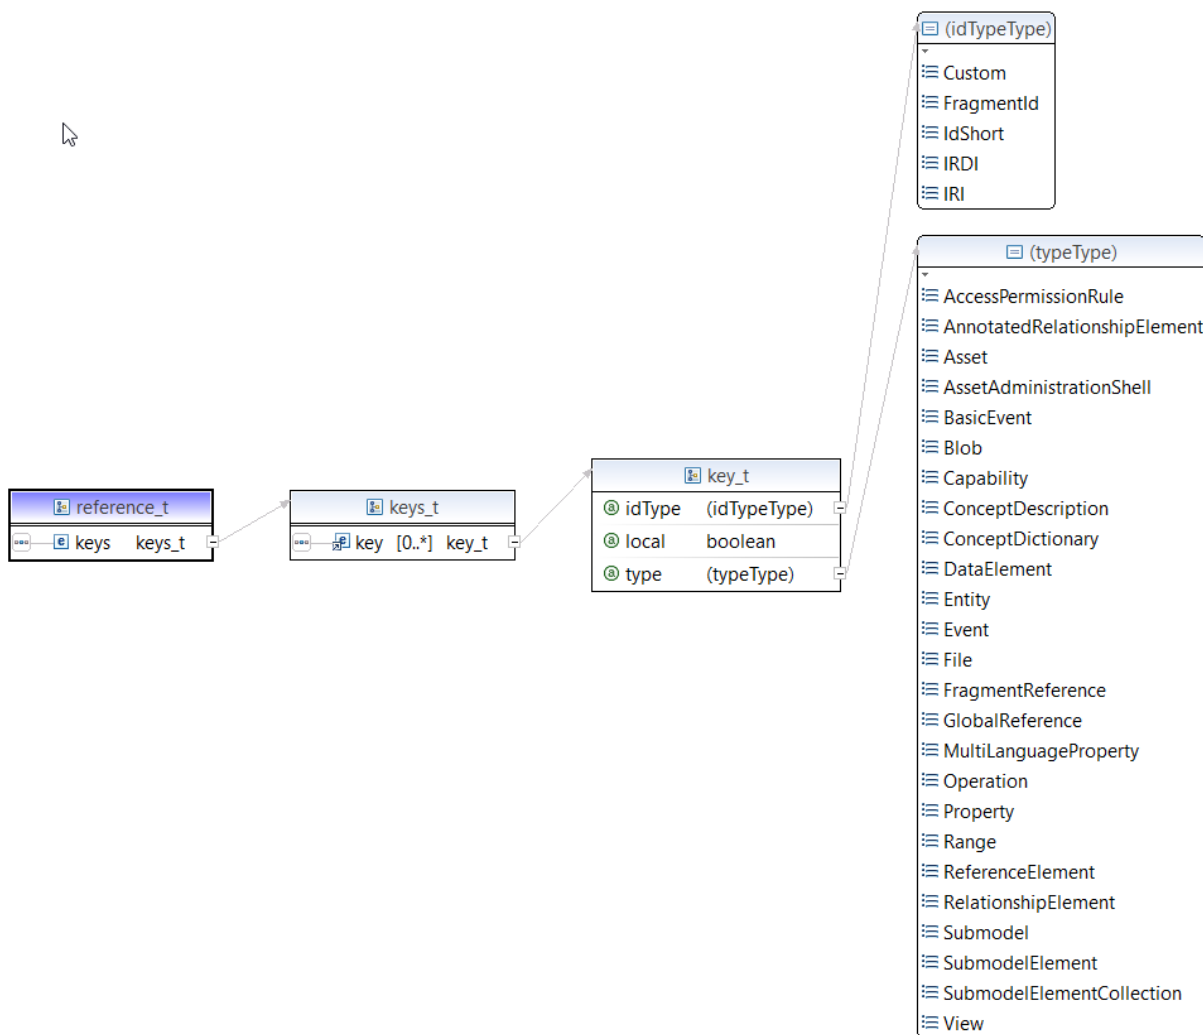 (idTypeType)
Custom
FragmentId
IdShort
IRDI
IRI
(typeType)
AccessPermissionRule
AnnotatedRelationshipElement
Asset
AssetAdministrationShell
BasicEvent
Blob
Capability
ConceptDescription
ConceptDictionary
DataElement
Entity
Event
File
FragmentReference
GlobalReference
MultiLanguageProperty
Operation
Property
Range
ReferenceElement
RelationshipElement
Submodel
SubmodelElement
SubmodelElementCollection
View
reference_t
e keys keys_t
keys_t
e key [0..*] key_t
key_t
a idType (idTypeType)
a local boolean
a type (typeType)